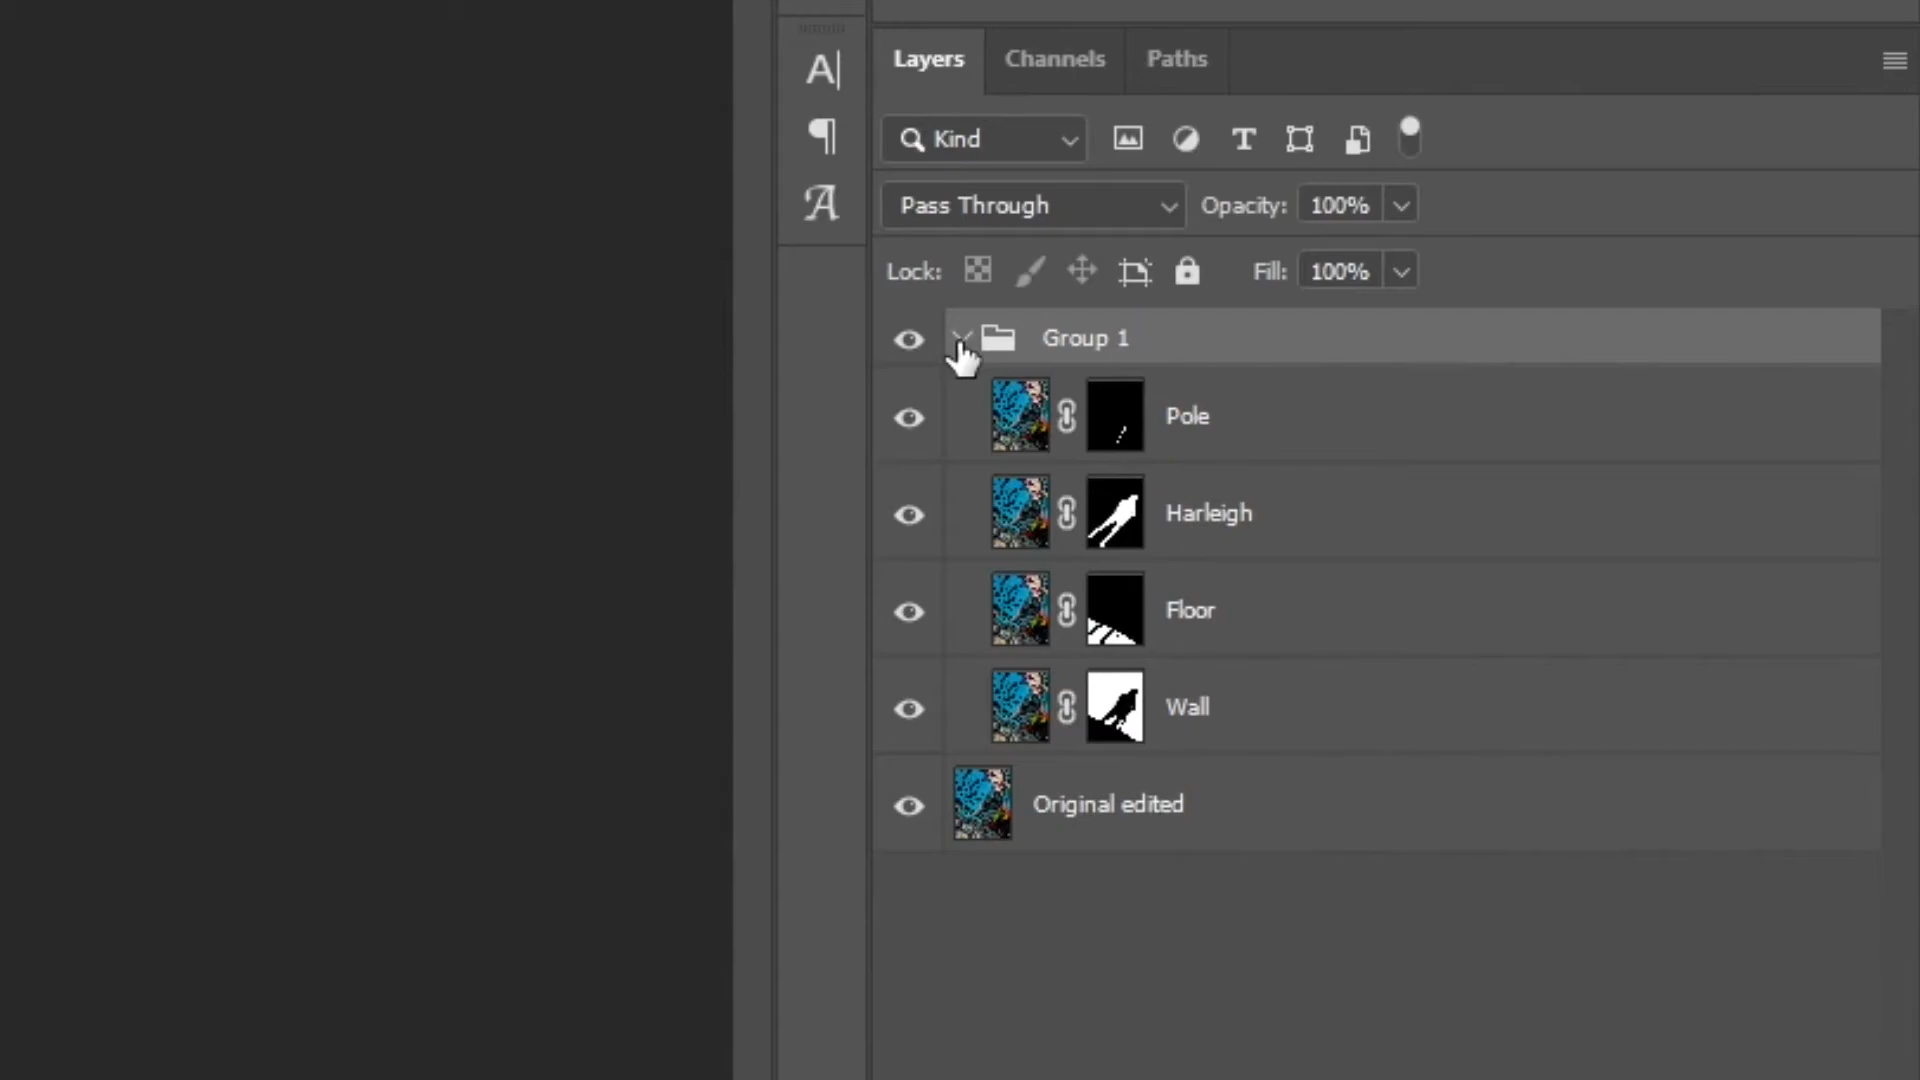 Layers Channels Paths
Kind
Pass Through Opacity: 100%
Lock: Fill: 100%
Group 1
Pole
Harleigh
Floor
Wall
Original edited